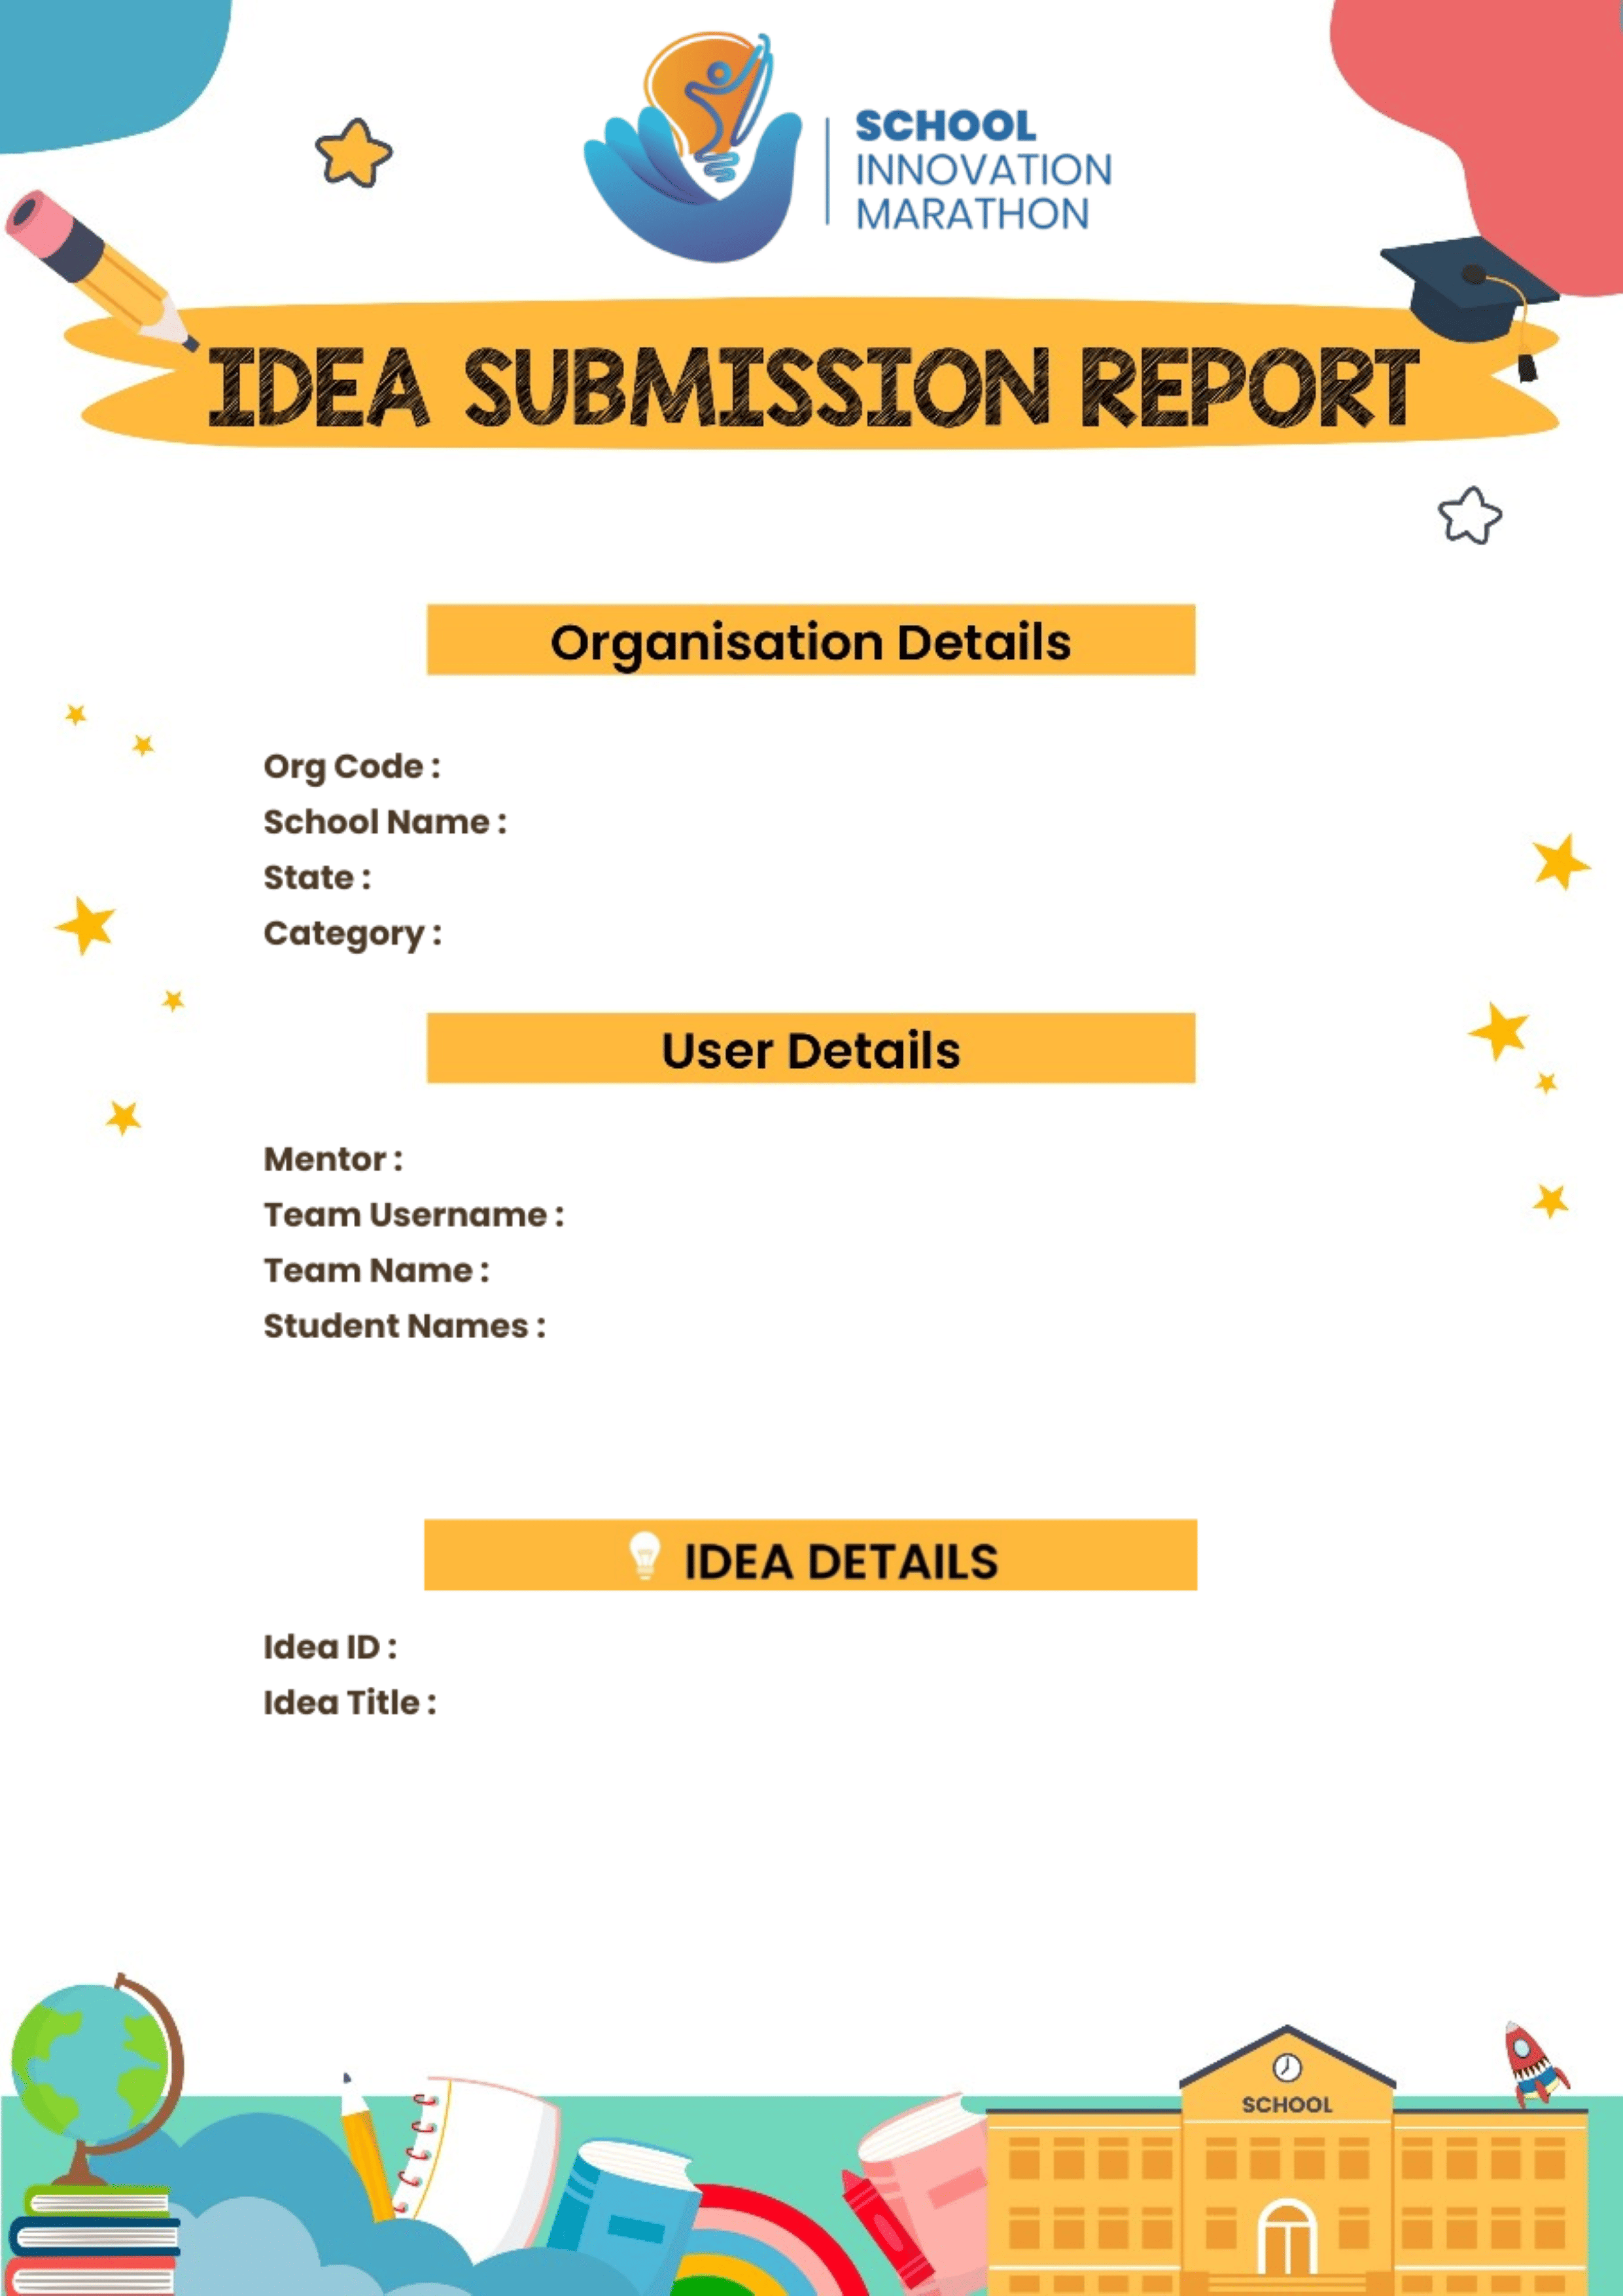 SCHOOL
INNOVATION
MARATHON
IDEA SUBMISSION REPORT
Organisation Details
Org Code :
School Name :
State :
Category :
User Details
Mentor :
Team Username :
Team Name :
Student Names :
IDEA DETAILS
Idea ID :
Idea Title :
SCHOOL